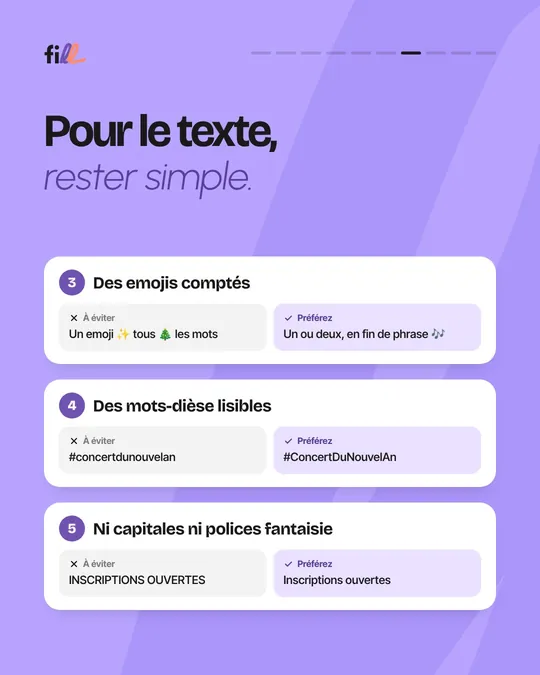 fill
Pour le texte,
rester simple.
3 Des emojis comptés
À éviter
Un emoji ✨ tous 🎄 les mots
Préférez
Un ou deux, en fin de phrase 🎶
4 Des mots-dièse lisibles
À éviter
#concertdunouvelan
Préférez
#ConcertDuNouvelAn
5 Ni capitales ni polices fantaisie
À éviter
INSCRIPTIONS OUVERTES
Préférez
Inscriptions ouvertes